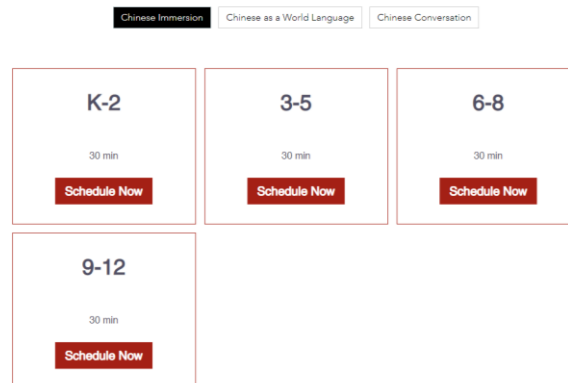 Chinese Immersion
Chinese as a World Language
Chinese Conversation
K-2
30 min
Schedule Now
3-5
30 min
Schedule Now
6-8
30 min
Schedule Now
9-12
30 min
Schedule Now